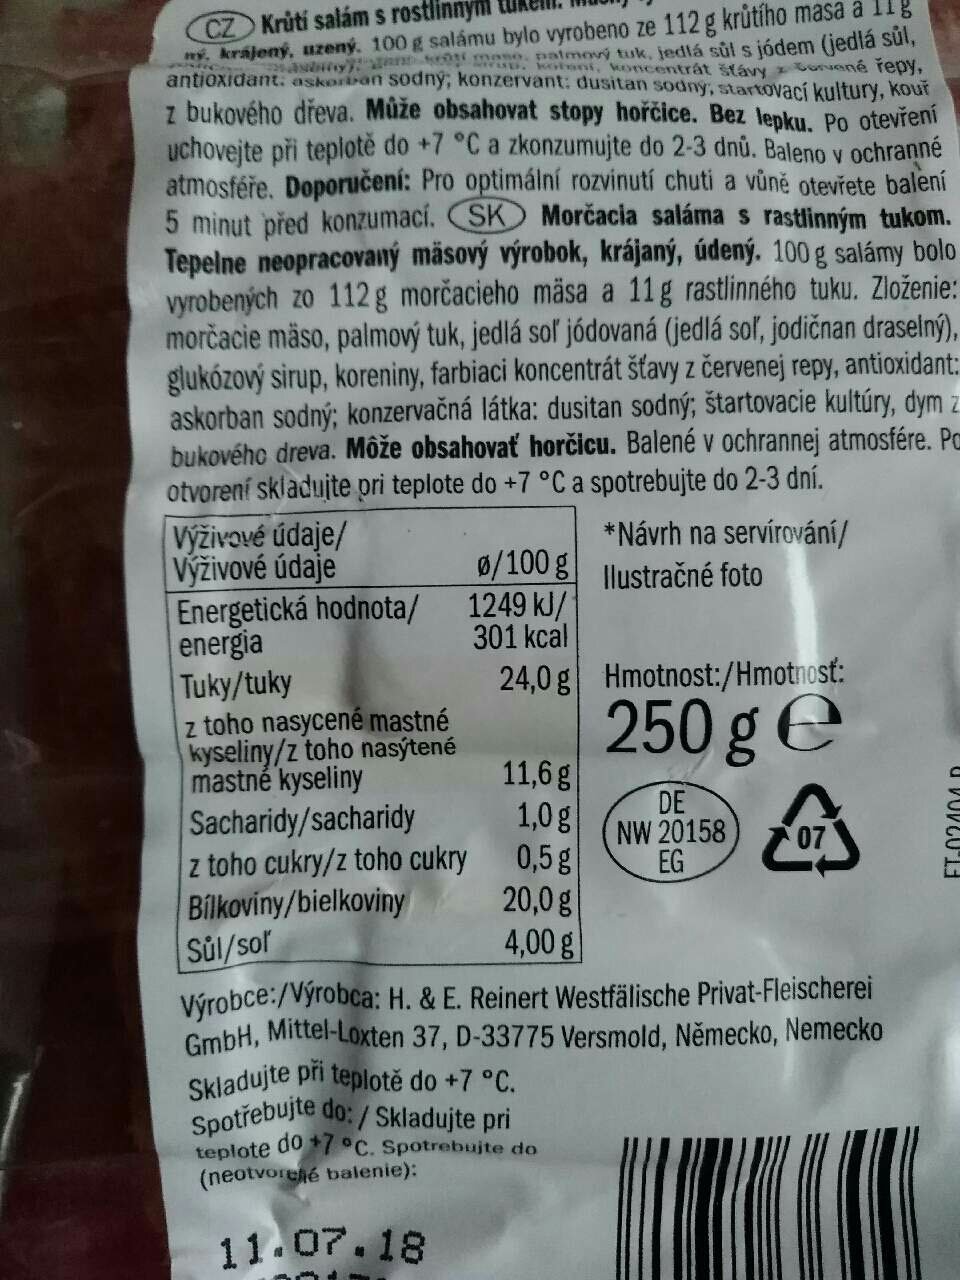 CZ Krůtí salám s rostlinným
krájený, uzený. 100 g salámu bylo vyrobeno ze 112 g krůtího masa a 11 g
palmový tuk, jedlá sůl s jódem (jedlá sůl,
koncentrát šťávy z červené řepy,
antioxidant: askorban sodný; konzervant: dusitan sodný; startovací kultury, kouř
z bukového dřeva. Může obsahovat stopy hořčice. Bez lepku. Po otevření
uchovejte při teplotě do +7 °C a zkonzumujte do 2-3 dnů. Baleno v ochranné
atmosféře. Doporučení: Pro optimální rozvinutí chuti a vůně otevřete balení
5 minut před konzumací. SK Morčacia saláma s rastlinným tukom.
Tepelne neopracovaný mäsový výrobok, krájaný, údený. 100 g salámy bolo
vyrobených zo 112 g morčacieho mäsa a 11 g rastlinného tuku. Zloženie:
morčacie mäso, palmový tuk, jedlá soľ jódovaná (jedlá soľ, jodičnan draselný),
glukózový sirup, koreniny, farbiaci koncentrát šťavy z červenej repy, antioxidant:
askorban sodný; konzervačná látka: dusitan sodný; štartovacie kultúry, dym z
bukového dreva. Môže obsahovať horčicu. Balené v ochrannej atmosfére. Po
otvorení skladujte pri teplote do +7 °C a spotrebujte do 2-3 dní.
Výživové údaje/
Výživové údaje ø/100 g
Energetická hodnota/ 1249 kJ/
energia 301 kcal
Tuky/tuky 24,0 g
z toho nasycené mastné
kyseliny/z toho nasýtené
mastné kyseliny 11,6 g
Sacharidy/sacharidy 1,0 g
z toho cukry/z toho cukry 0,5 g
Bílkoviny/bielkoviny 20,0 g
Sůl/soľ 4,00 g
*Návrh na servírování/
Ilustračné foto
Hmotnost:/Hmotnosť:
250 g e
DE
NW 20158
EG
07
Výrobce:/Výrobca: H. & E. Reinert Westfälische Privat-Fleischerei
GmbH, Mittel-Loxten 37, D-33775 Versmold, Německo, Nemecko
Skladujte při teplotě do +7 °C.
Spotřebujte do: / Skladujte pri
teplote do +7 °C. Spotrebujte do
(neotvorené balenie):
11.07.18